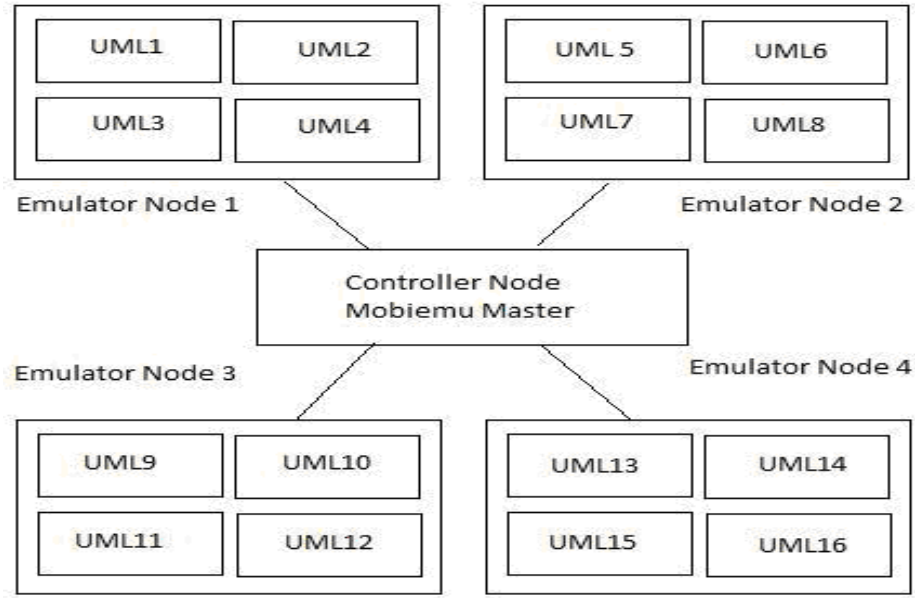 UML1
UML2
UML3
UML4
Emulator Node 1
UML 5
UML6
UML7
UML8
Emulator Node 2
Controller Node
Mobiemu Master
Emulator Node 3
UML9
UML10
UML11
UML12
Emulator Node 4
UML13
UML14
UML15
UML16